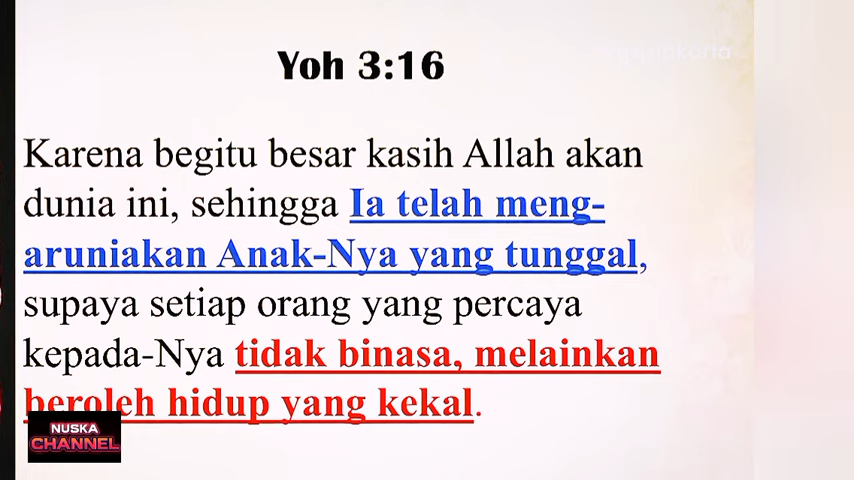 Yoh 3:16
Karena begitu besar kasih Allah akan
dunia ini, sehingga Ia telah meng-
aruniakan Anak-Nya yang tunggal,
supaya setiap orang yang percaya
kepada-Nya tidak binasa, melainkan
beroleh hidup yang kekal.
NUSKA
CHANNEL